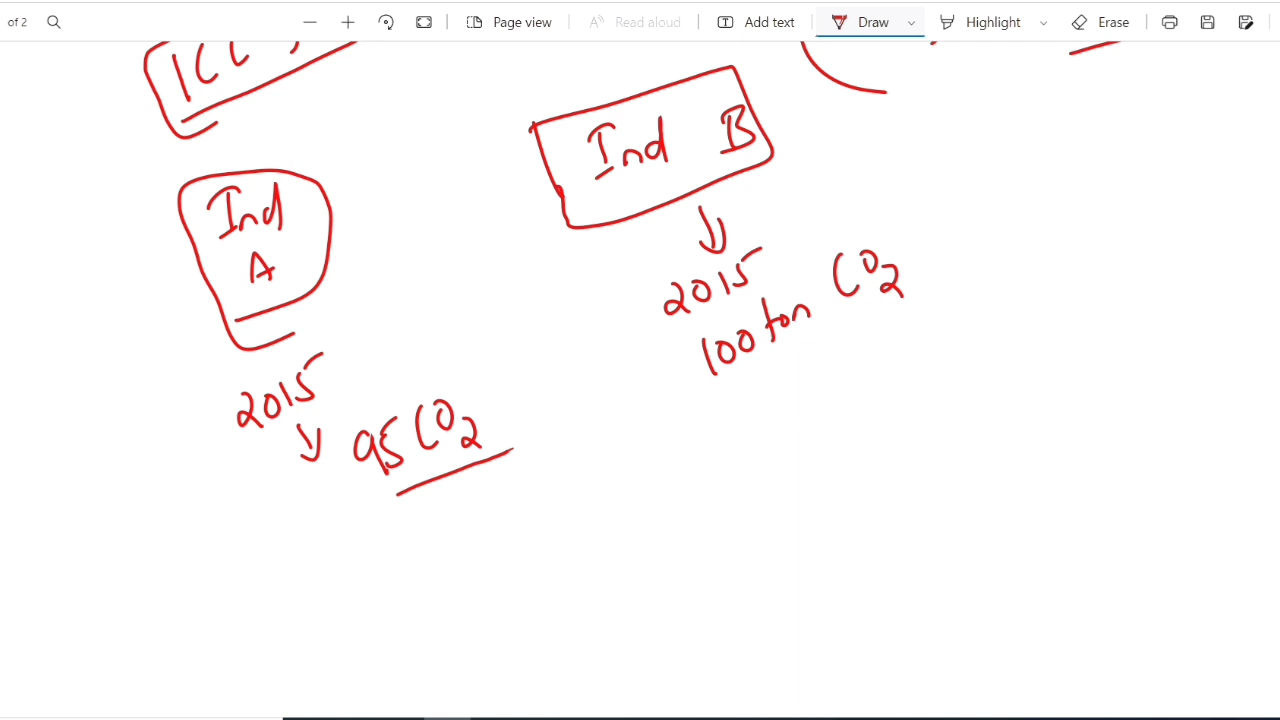 of 2
Page view
Read aloud
Add text
Draw
Highlight
Erase
Ind B
2015
100 ton CO2
Ind
A
2015
95 CO2